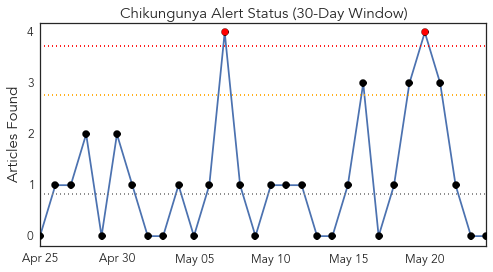 Chikungunya Alert Status (30-Day Window)
Articles Found
4
3
2
1
0
Apr 25 Apr 30 May 05 May 10 May 15 May 20